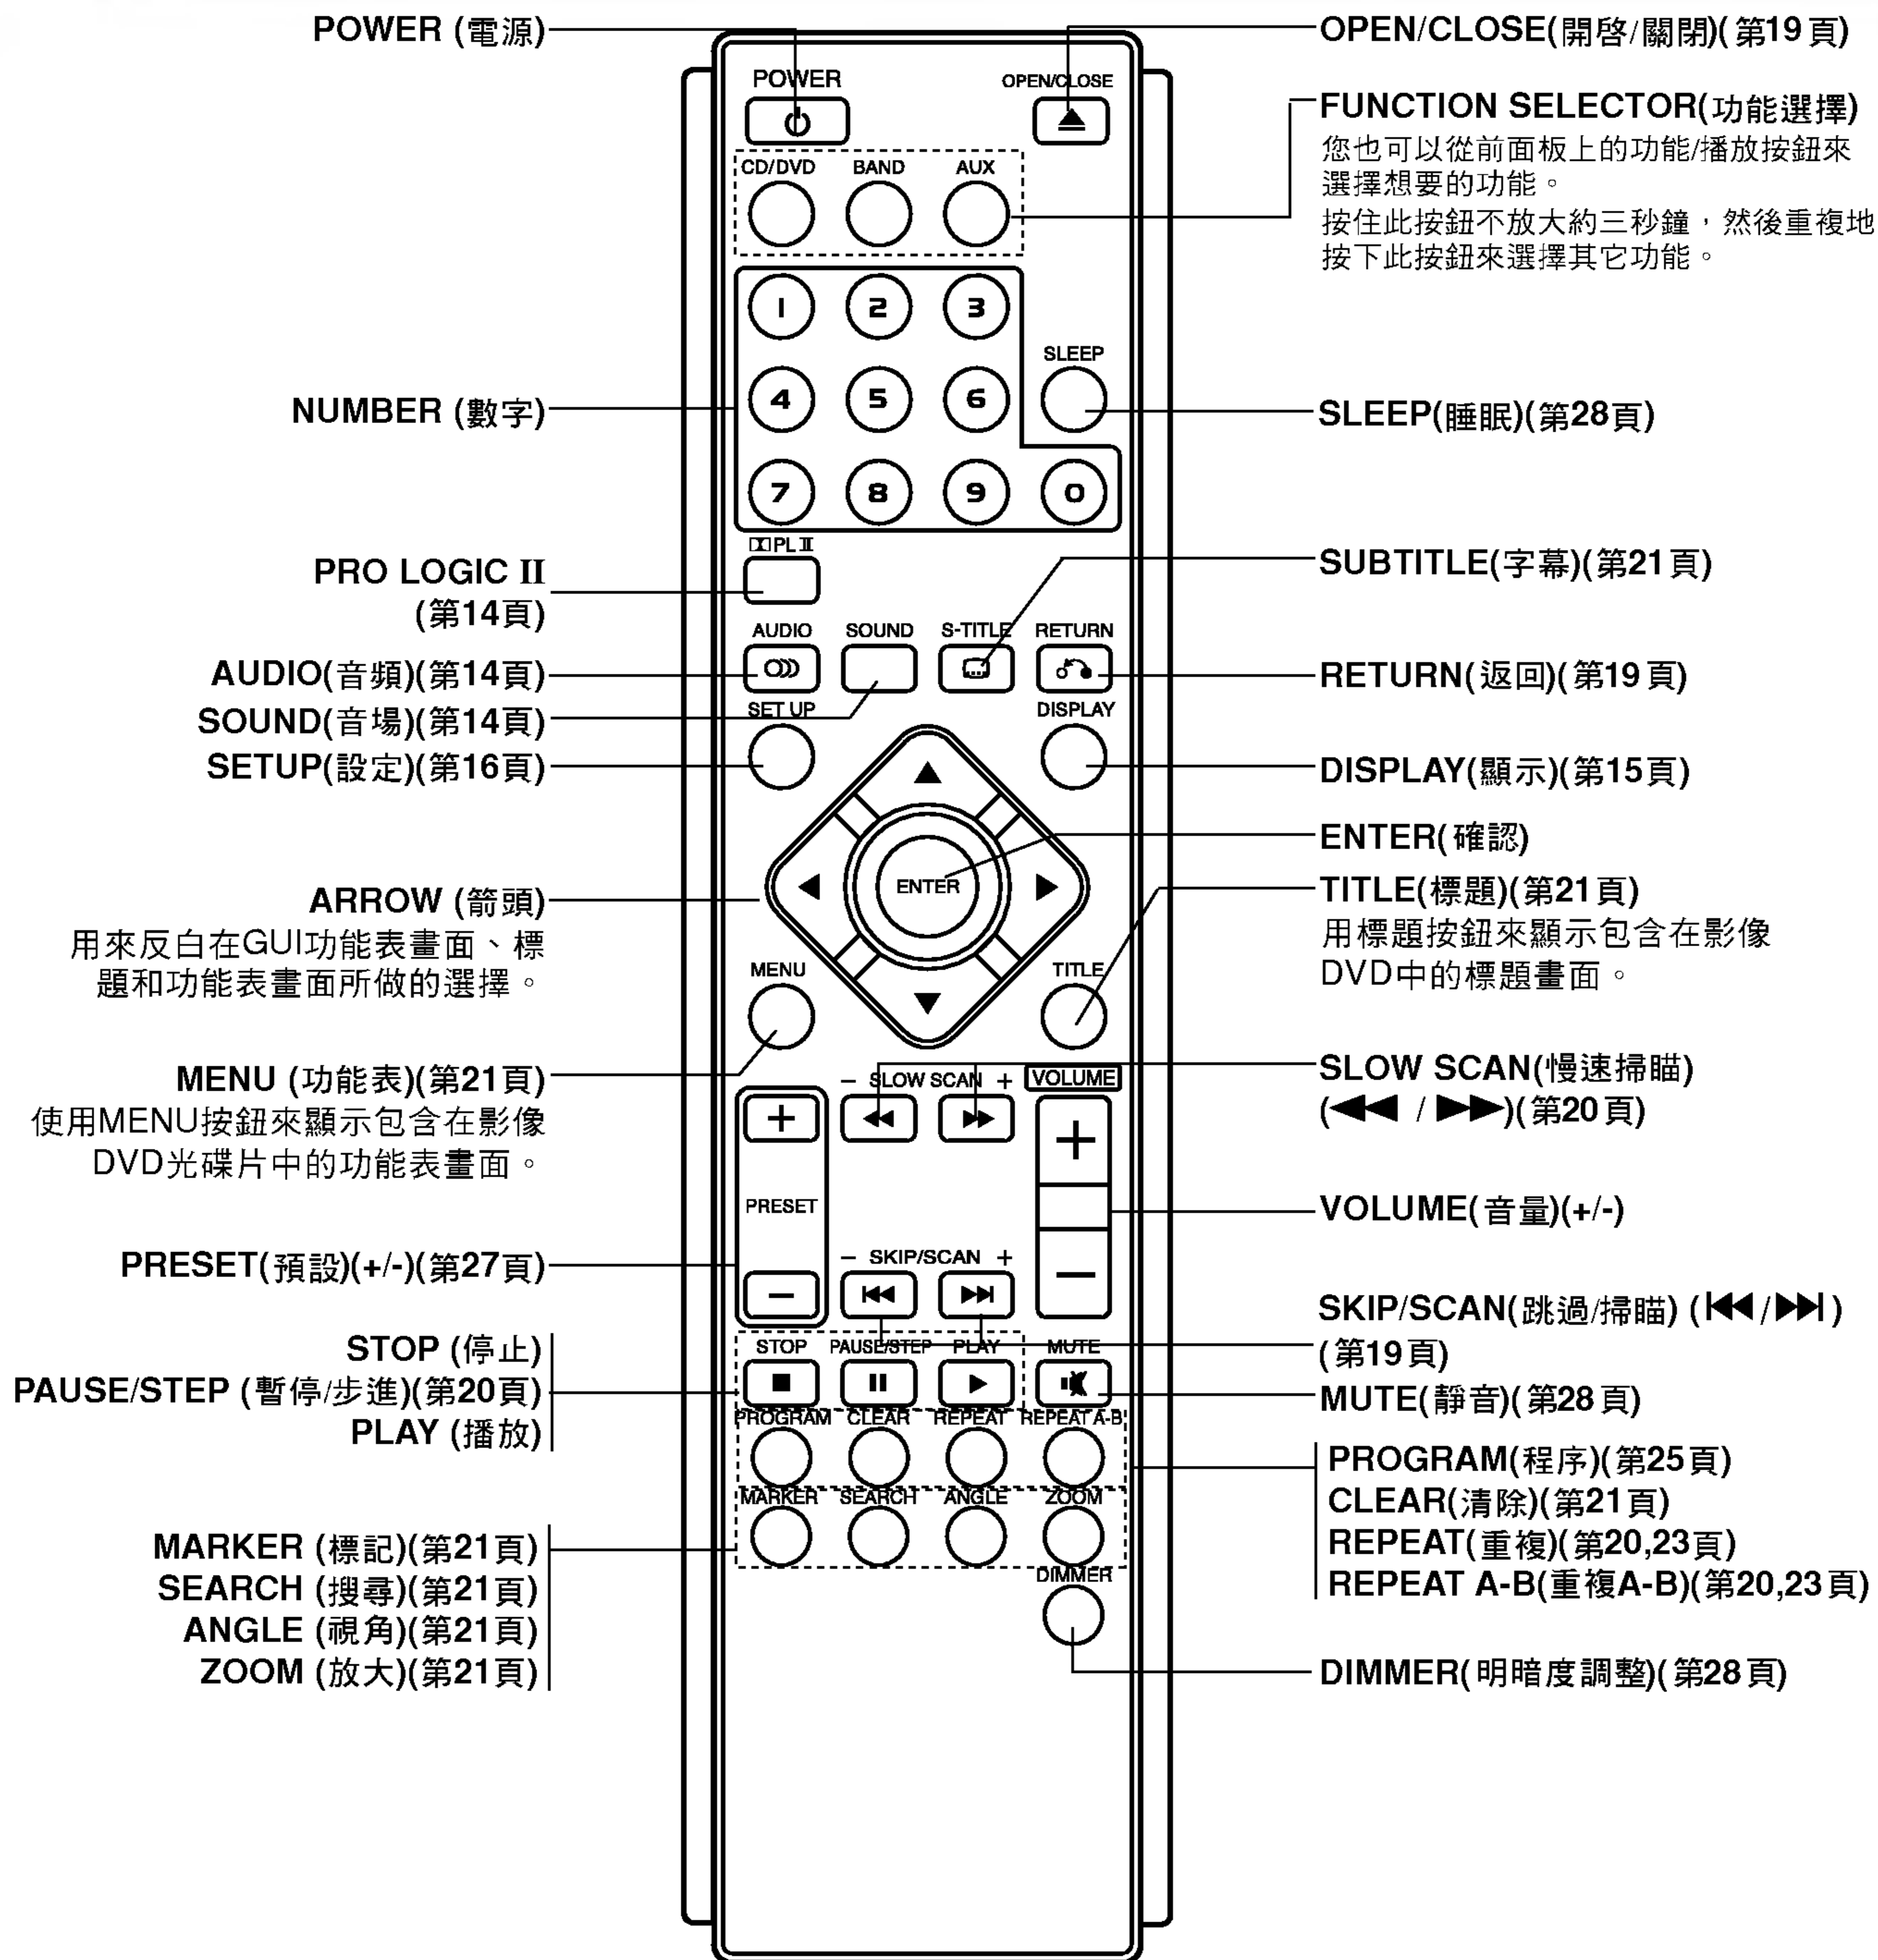 POWER (電源)
NUMBER (數字)
PRO LOGIC II
(第14頁)
AUDIO(音頻)(第14頁)
SOUND(音場)(第14頁)
SETUP(設定)(第16頁)
ARROW (箭頭)
用來反白在GUI功能表畫面、標
題和功能表畫面所做的選擇。
MENU (功能表)(第21頁)
使用MENU按鈕來顯示包含在影像
DVD光碟片中的功能表畫面。
PRESET(預設)(+/-)(第27頁)
STOP (停止)
PAUSE/STEP (暫停/步進)(第20頁)
PLAY (播放)
MARKER (標記)(第21頁)
SEARCH (搜尋)(第21頁)
ANGLE (視角)(第21頁)
ZOOM (放大)(第21頁)
POWER OPEN/CLOSE
CD/DVD BAND AUX
1 2 3
SLEEP
4 5 6
7 8 9 0
PL II
AUDIO SOUND S-TITLE RETURN
SET UP DISPLAY
ENTER
MENU TITLE
− SLOW SCAN + VOLUME
+ +
PRESET
− SKIP/SCAN +
− −
STOP PAUSE/STEP PLAY MUTE
PROGRAM CLEAR REPEAT REPEAT A-B
MARKER SEARCH ANGLE ZOOM
DIMMER
OPEN/CLOSE(開啓/關閉)(第19頁)
FUNCTION SELECTOR(功能選擇)
您也可以從前面板上的功能/播放按鈕來
選擇想要的功能。
按住此按鈕不放大約三秒鐘，然後重複地
按下此按鈕來選擇其它功能。
SLEEP(睡眠)(第28頁)
SUBTITLE(字幕)(第21頁)
RETURN(返回)(第19頁)
DISPLAY(顯示)(第15頁)
ENTER(確認)
TITLE(標題)(第21頁)
用標題按鈕來顯示包含在影像
DVD中的標題畫面。
SLOW SCAN(慢速掃瞄)
(◀◀ / ▶▶)(第20頁)
VOLUME(音量)(+/-)
SKIP/SCAN(跳過/掃瞄) (⏮/⏭)
(第19頁)
MUTE(靜音)(第28頁)
PROGRAM(程序)(第25頁)
CLEAR(清除)(第21頁)
REPEAT(重複)(第20,23頁)
REPEAT A-B(重複A-B)(第20,23頁)
DIMMER(明暗度調整)(第28頁)